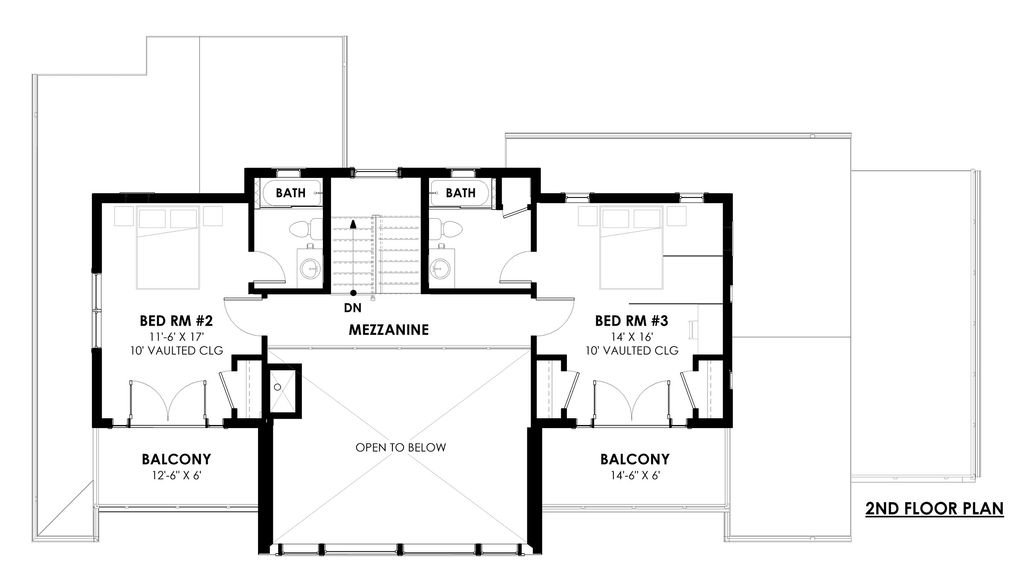 BATH
BATH
DN
MEZZANINE
BED RM #2
11'-6' X 17'
10' VAULTED CLG
BED RM #3
14' X 16'
10' VAULTED CLG
OPEN TO BELOW
BALCONY
12'-6" X 6'
BALCONY
14'-6" X 6'
2ND FLOOR PLAN